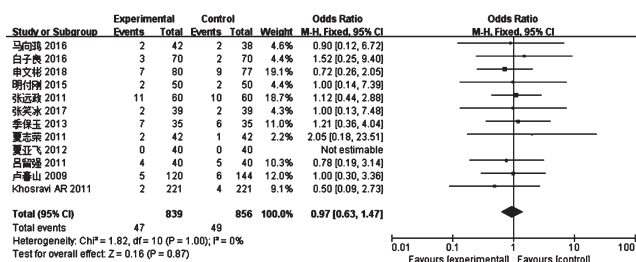 Experimental Control Odds Ratio Odds Ratio
Study or Subgroup Events Total Events Total Weight M-H, Fixed, 95% CI M-H, Fixed, 95% CI
马向鸿 2016 2 42 2 38 4.6% 0.90 [0.12, 6.72]
白子良 2016 3 70 2 70 4.4% 1.52 [0.25, 9.40]
申文彬 2018 7 80 9 77 19.1% 0.72 [0.26, 2.05]
明付刚 2015 2 50 2 50 4.4% 1.00 [0.14, 7.39]
张远政 2011 11 60 10 60 18.7% 1.12 [0.44, 2.88]
张笑冰 2017 2 39 2 39 4.3% 1.00 [0.13, 7.48]
季保玉 2013 7 35 6 35 11.0% 1.21 [0.36, 4.04]
夏志荣 2011 2 42 1 42 2.2% 2.05 [0.18, 23.51]
夏亚飞 2012 0 40 0 40 Not estimable
吕留强 2011 4 40 5 40 10.3% 0.78 [0.19, 3.14]
卢春山 2009 5 120 6 144 12.0% 1.00 [0.30, 3.36]
Khosravi AR 2011 2 221 4 221 9.1% 0.50 [0.09, 2.73]
Total (95% CI) 839 856 100.0% 0.97 [0.63, 1.47]
Total events 47 49
Heterogeneity: Chi² = 1.82, df = 10 (P = 1.00); I² = 0%
Test for overall effect: Z = 0.16 (P = 0.87)
0.01 0.1 1 10 100
Favours [experimental] Favours [control]